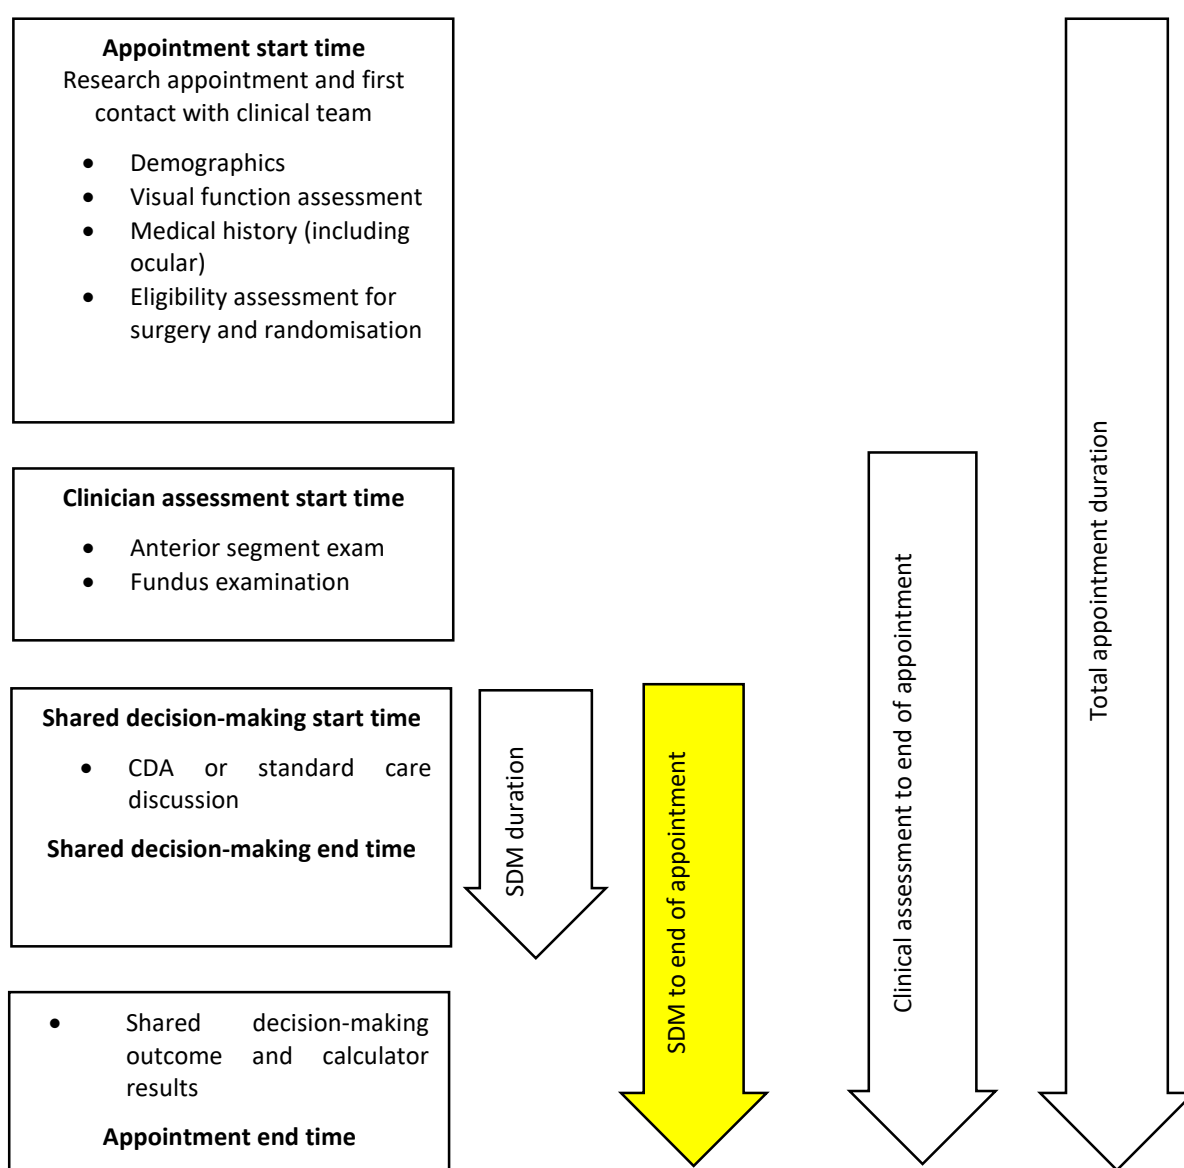 Appointment start time
Research appointment and first
contact with clinical team
• Demographics
• Visual function assessment
• Medical history (including
ocular)
• Eligibility assessment for
surgery and randomisation
Clinician assessment start time
• Anterior segment exam
• Fundus examination
Shared decision-making start time
• CDA or standard care
discussion
Shared decision-making end time
• Shared decision-making
outcome and calculator
results
Appointment end time
SDM duration
SDM to end of appointment
Clinical assessment to end of appointment
Total appointment duration